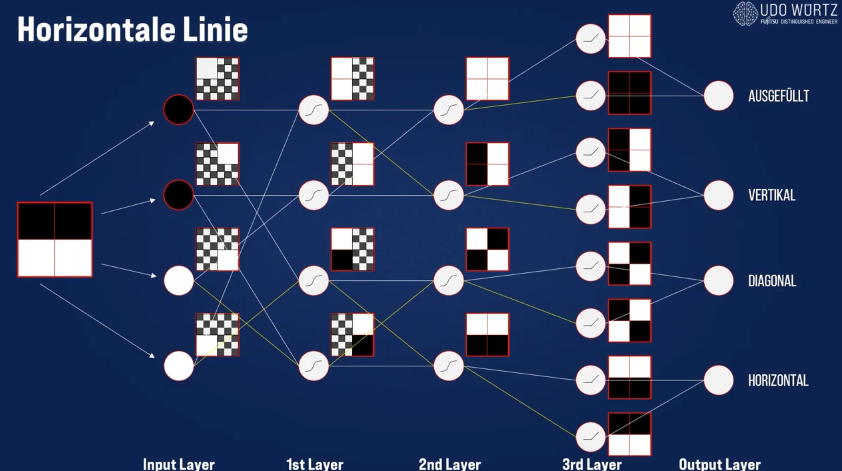 Horizontale Linie
UDO WÜRTZ
FUJITSU DISTINGUISHED ENGINEER
AUSGEFÜLLT
VERTIKAL
DIAGONAL
HORIZONTAL
Input Layer
1st Layer
2nd Layer
3rd Layer
Output Layer